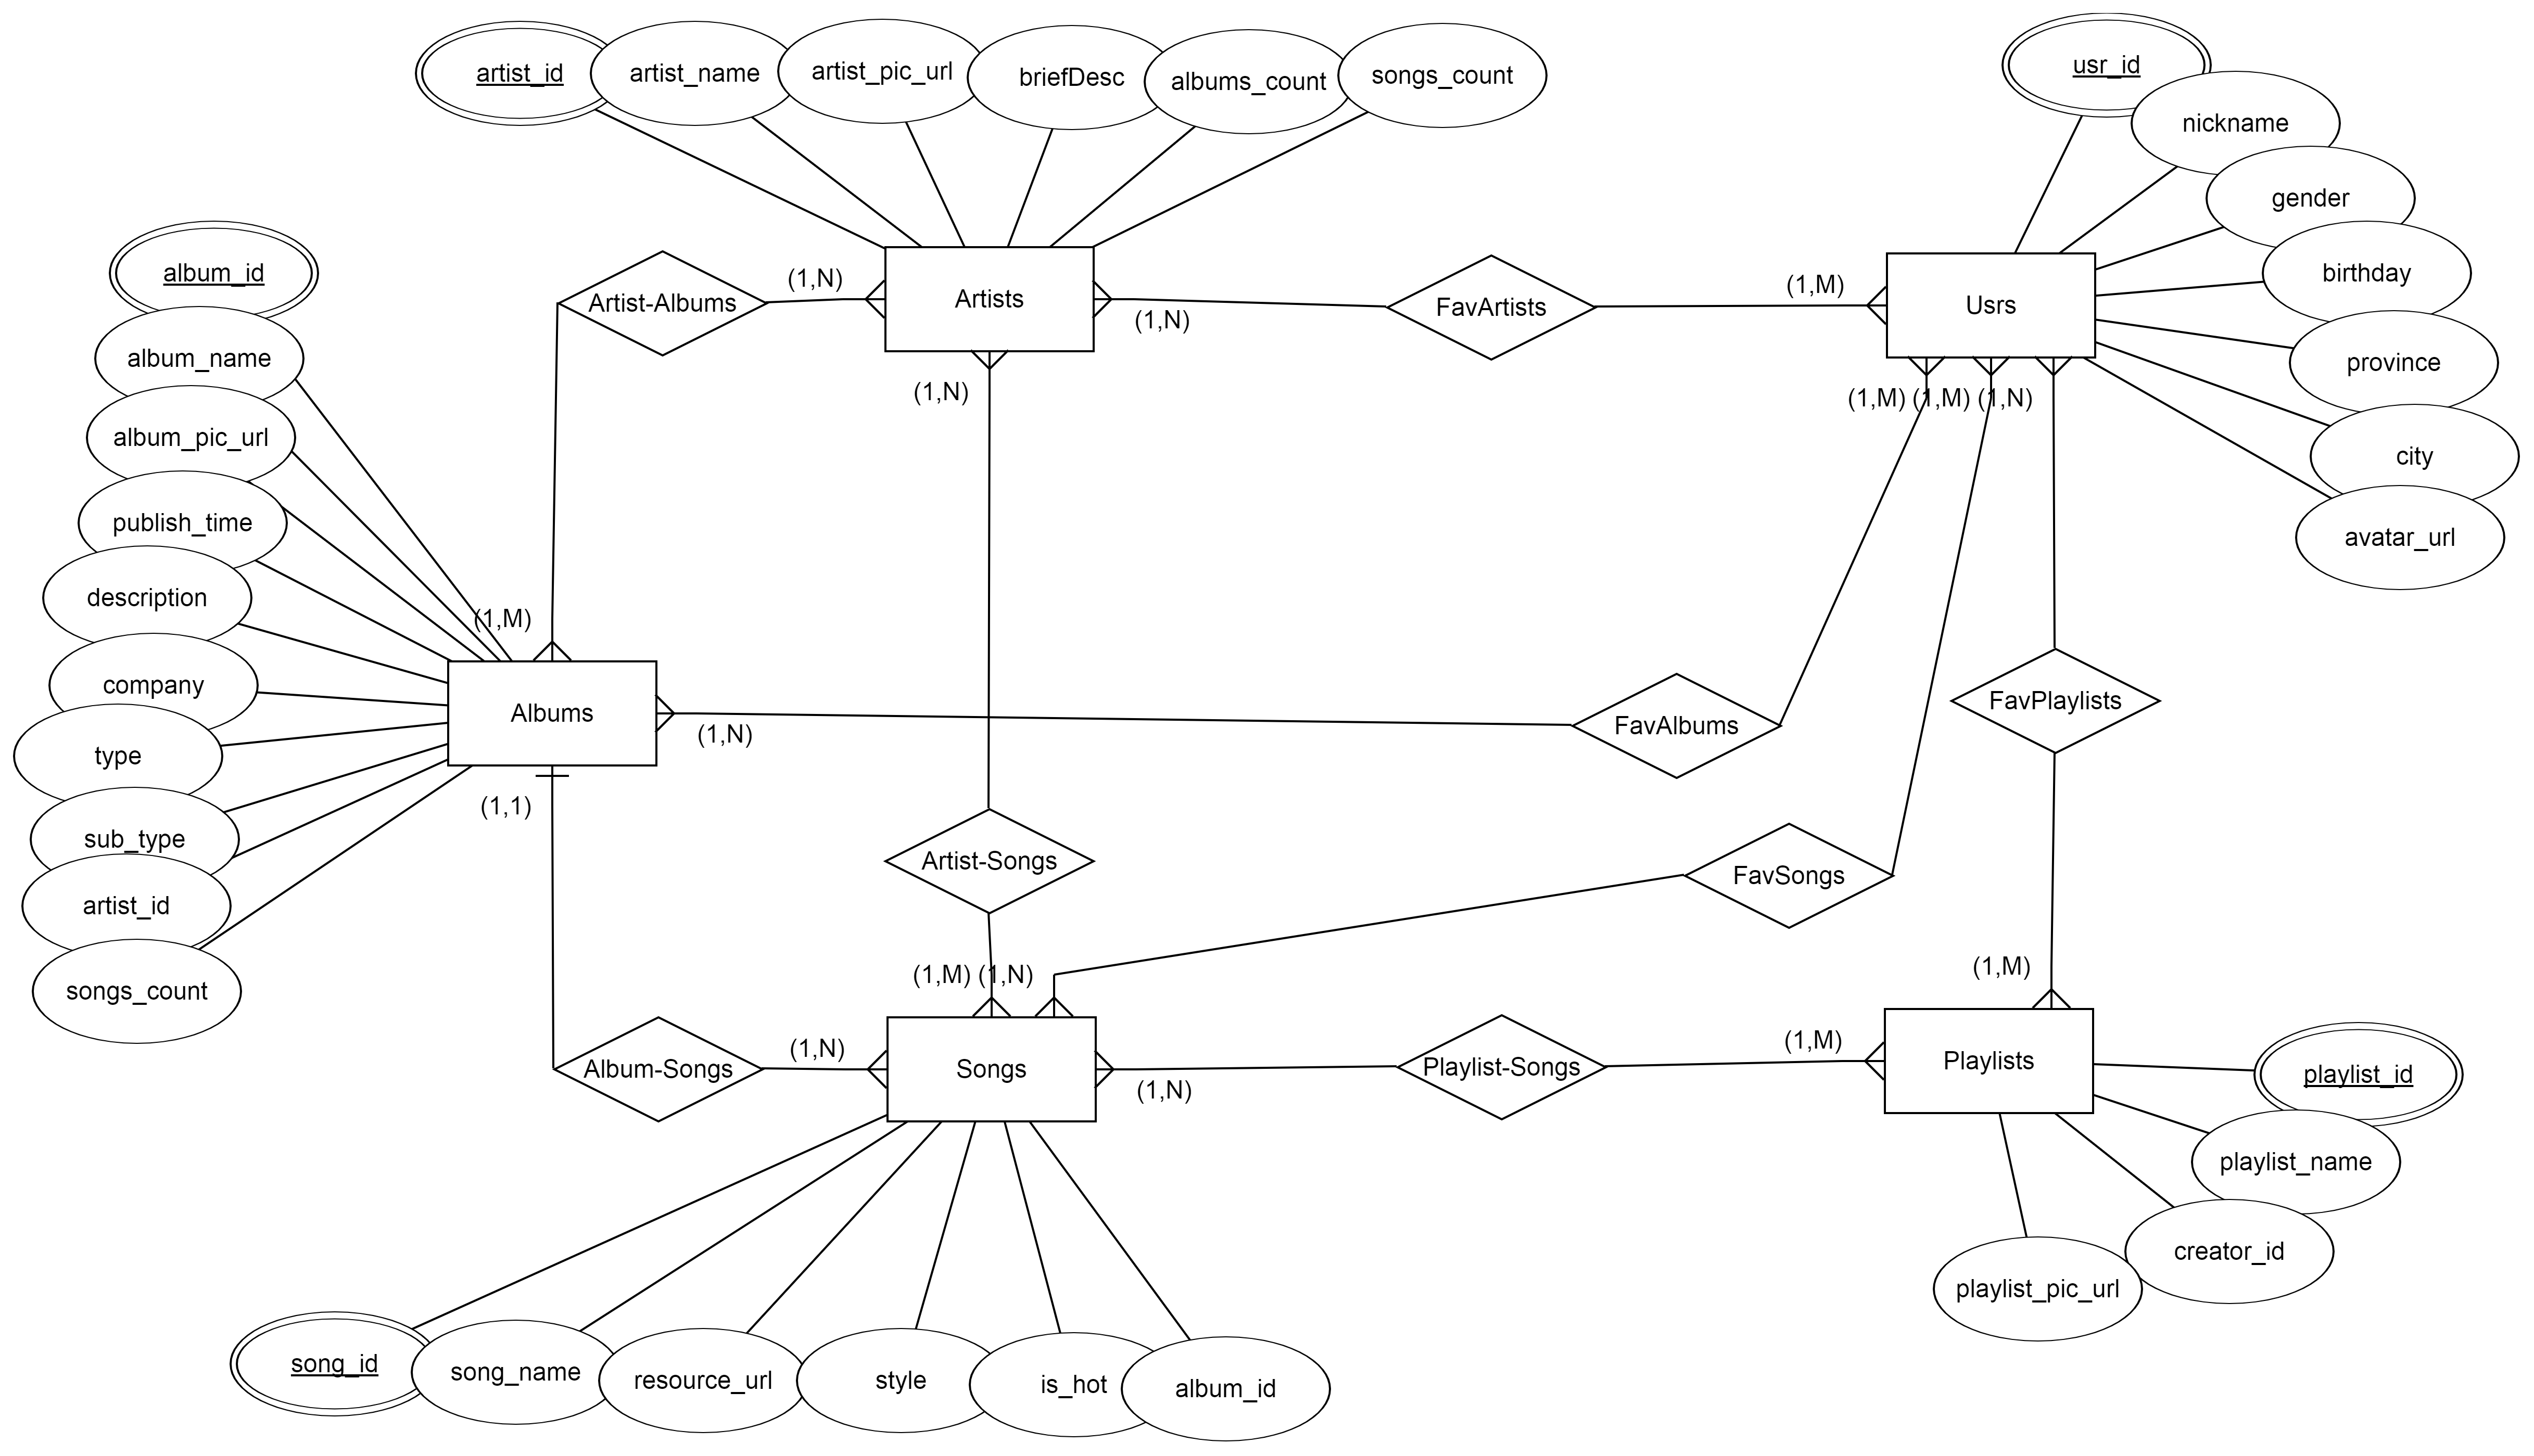 artist_id
artist_name
artist_pic_url
briefDesc
albums_count
songs_count
usr_id
nickname
gender
birthday
province
city
avatar_url
album_id
album_name
album_pic_url
publish_time
description
company
type
sub_type
artist_id
songs_count
Artist-Albums
(1,N)
Artists
(1,N)
FavArtists
(1,M)
Usrs
(1,N)
(1,M) (1,M) (1,N)
(1,M)
Albums
(1,N)
FavAlbums
FavPlaylists
(1,1)
Artist-Songs
FavSongs
(1,M) (1,N)
(1,M)
Album-Songs
(1,N)
Songs
(1,N)
Playlist-Songs
(1,M)
Playlists
playlist_id
playlist_name
creator_id
playlist_pic_url
song_id
song_name
resource_url
style
is_hot
album_id